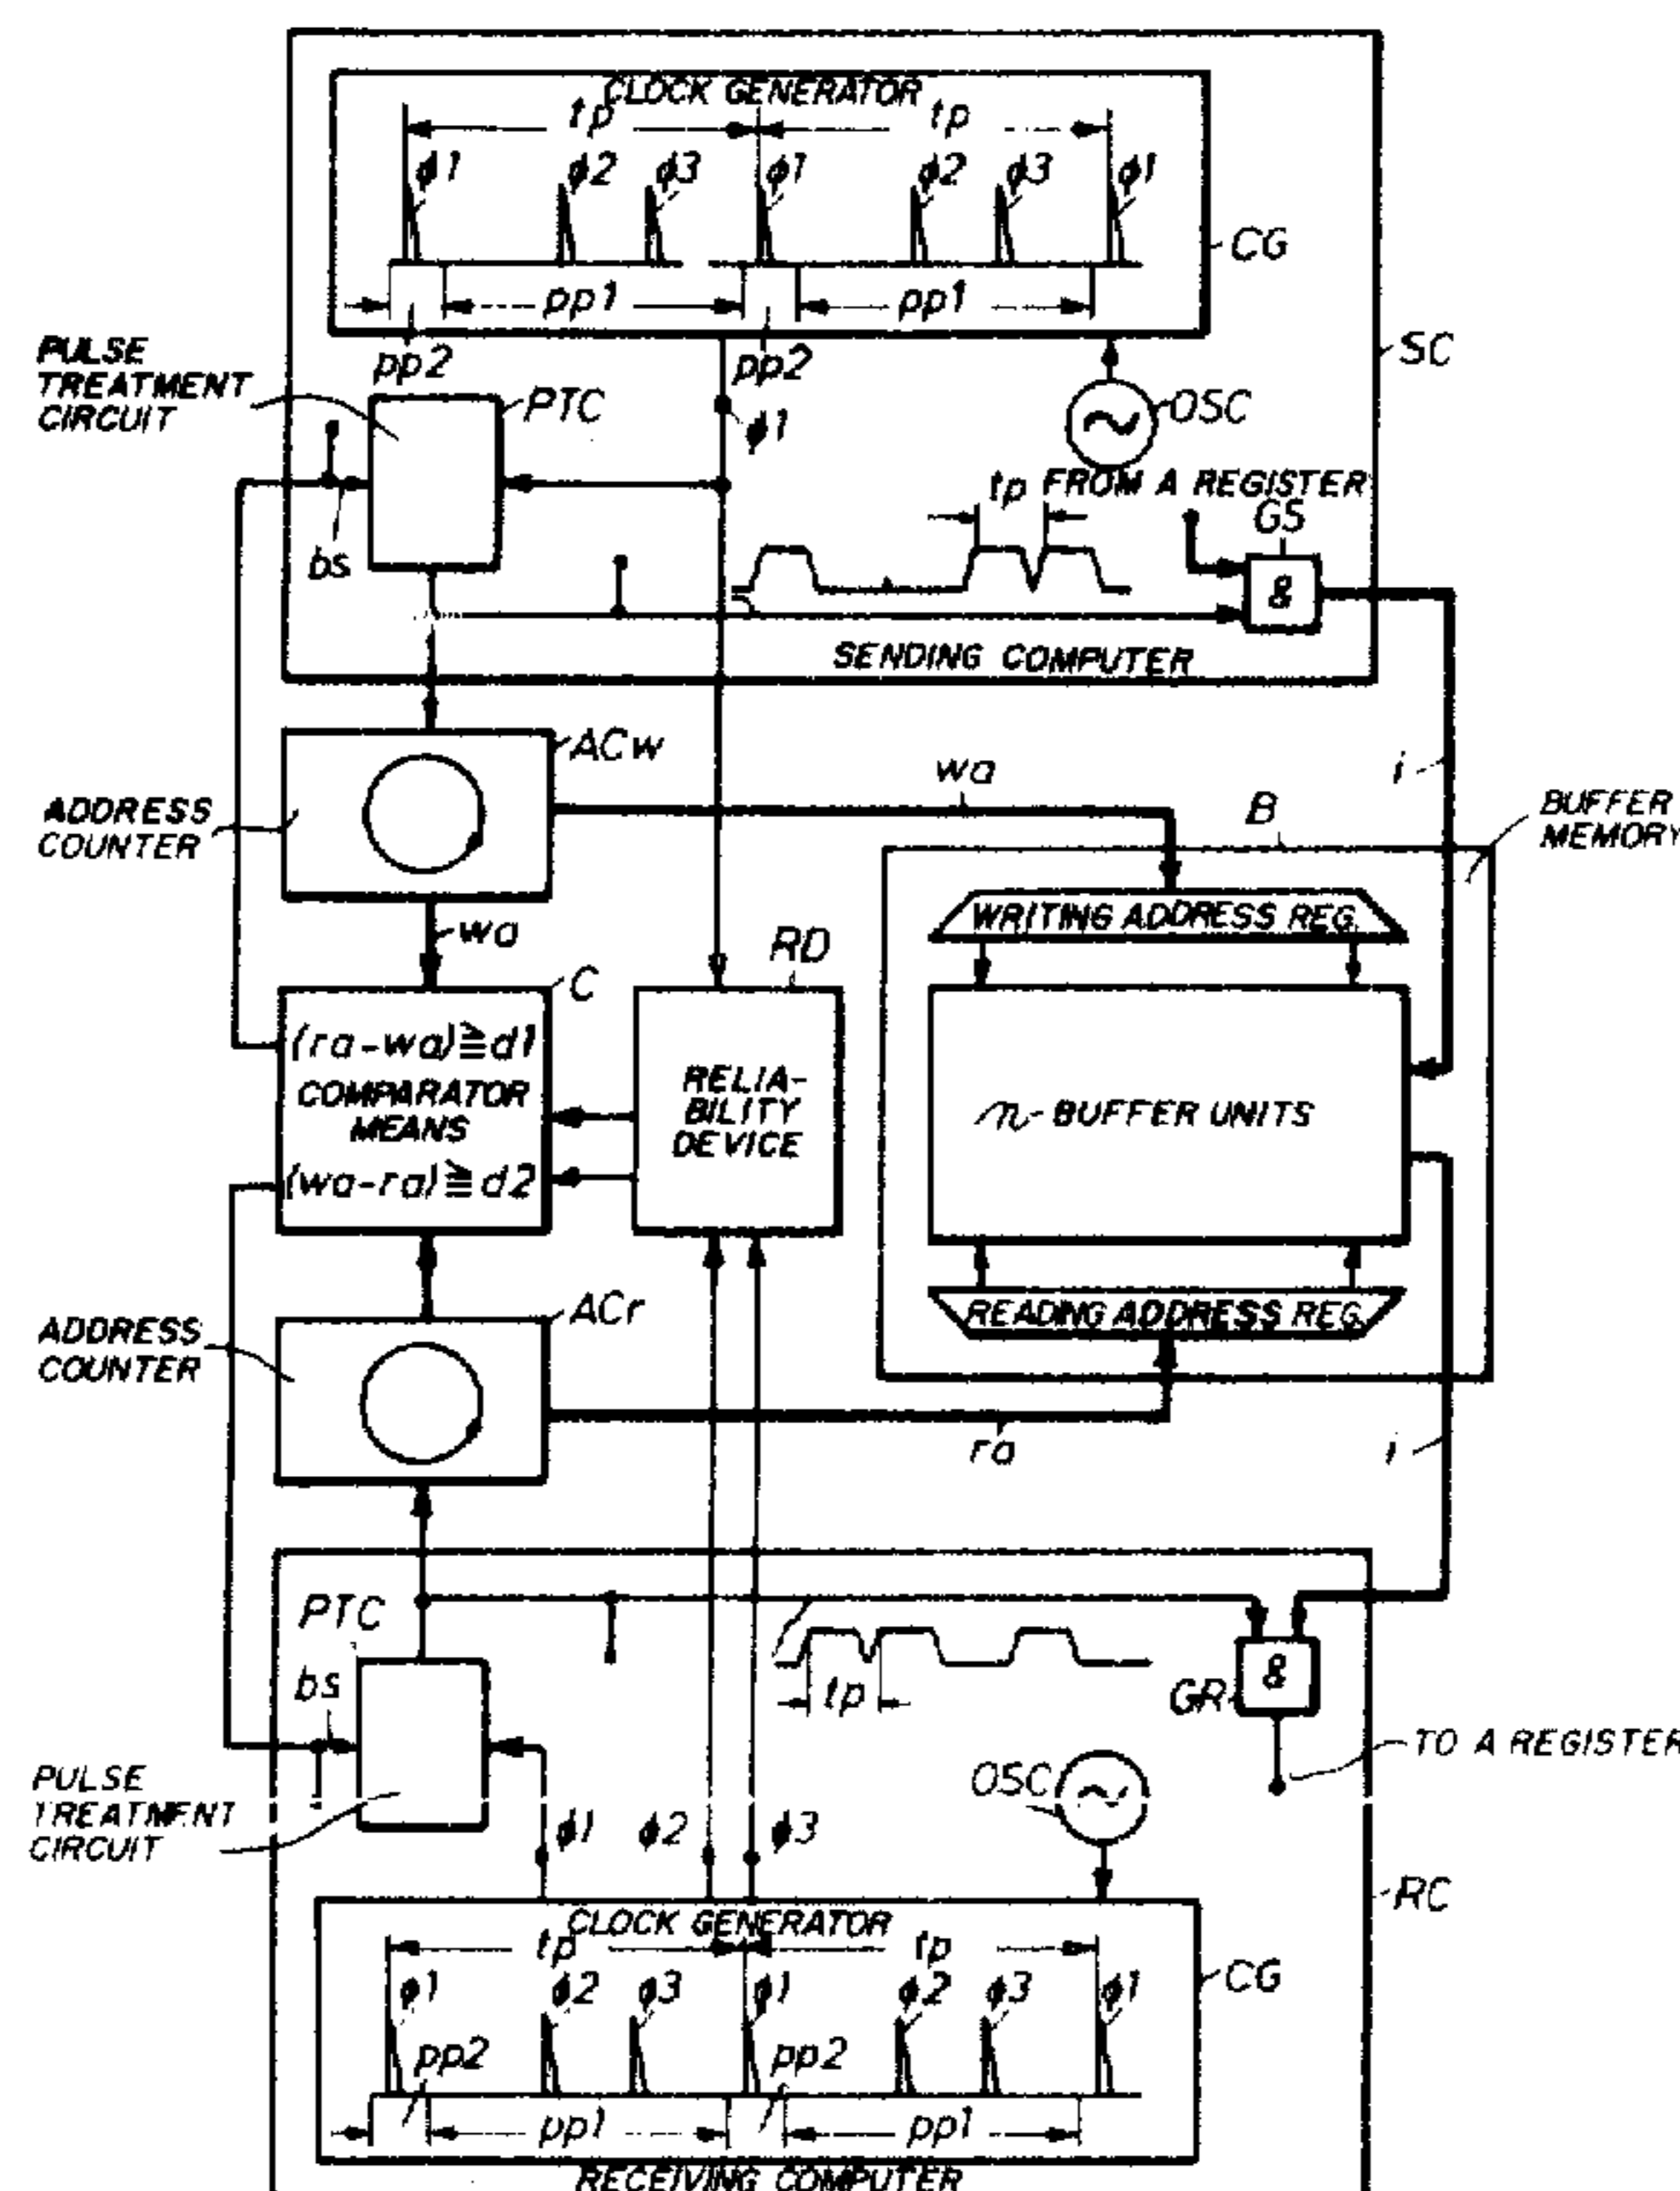 CLOCK GENERATOR
tp tp
ϕ1 ϕ2 ϕ3 ϕ1 ϕ2 ϕ3 ϕ1
CG
pp1 pp1
pp2 pp2
SC
PULSE
TREATMENT
CIRCUIT
PTC
ϕ1
OSC
tp FROM A REGISTER
GS
bs
&
SENDING COMPUTER
ACw
wa
i
ADDRESS
COUNTER
B
BUFFER
MEMORY
WRITING ADDRESS REG.
wa
RD
C
(ra-wa)≧d1
COMPARATOR
MEANS
(wa-ra)≧d2
RELIA-
BILITY
DEVICE
n-BUFFER UNITS
READING ADDRESS REG.
ACr
ADDRESS
COUNTER
ra
i
PTC
bs
tp
&
GR
TO A REGISTER
OSC
PULSE
TREATMENT
CIRCUIT
ϕ1 ϕ2 ϕ3
RC
CLOCK GENERATOR
tp tp
CG
ϕ1 ϕ2 ϕ3 ϕ1 ϕ2 ϕ3 ϕ1
pp2 pp2
pp1 pp1
RECEIVING COMPUTER